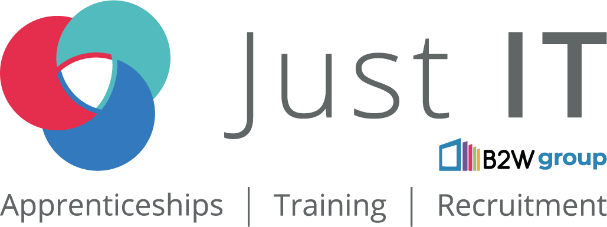 Just IT
B2W group
Apprenticeships | Training | Recruitment